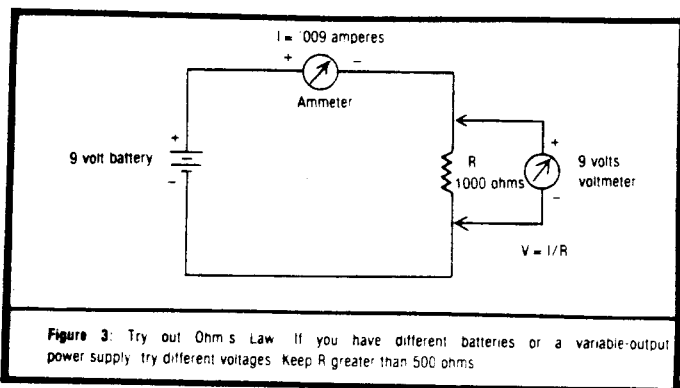 I = .009 amperes
+ −
Ammeter
+
9 volt battery
−
R
1000 ohms
+
9 volts
voltmeter
−
V = I/R
Figure 3: Try out Ohm s Law If you have different batteries or a variable-output
power supply try different voltages Keep R greater than 500 ohms